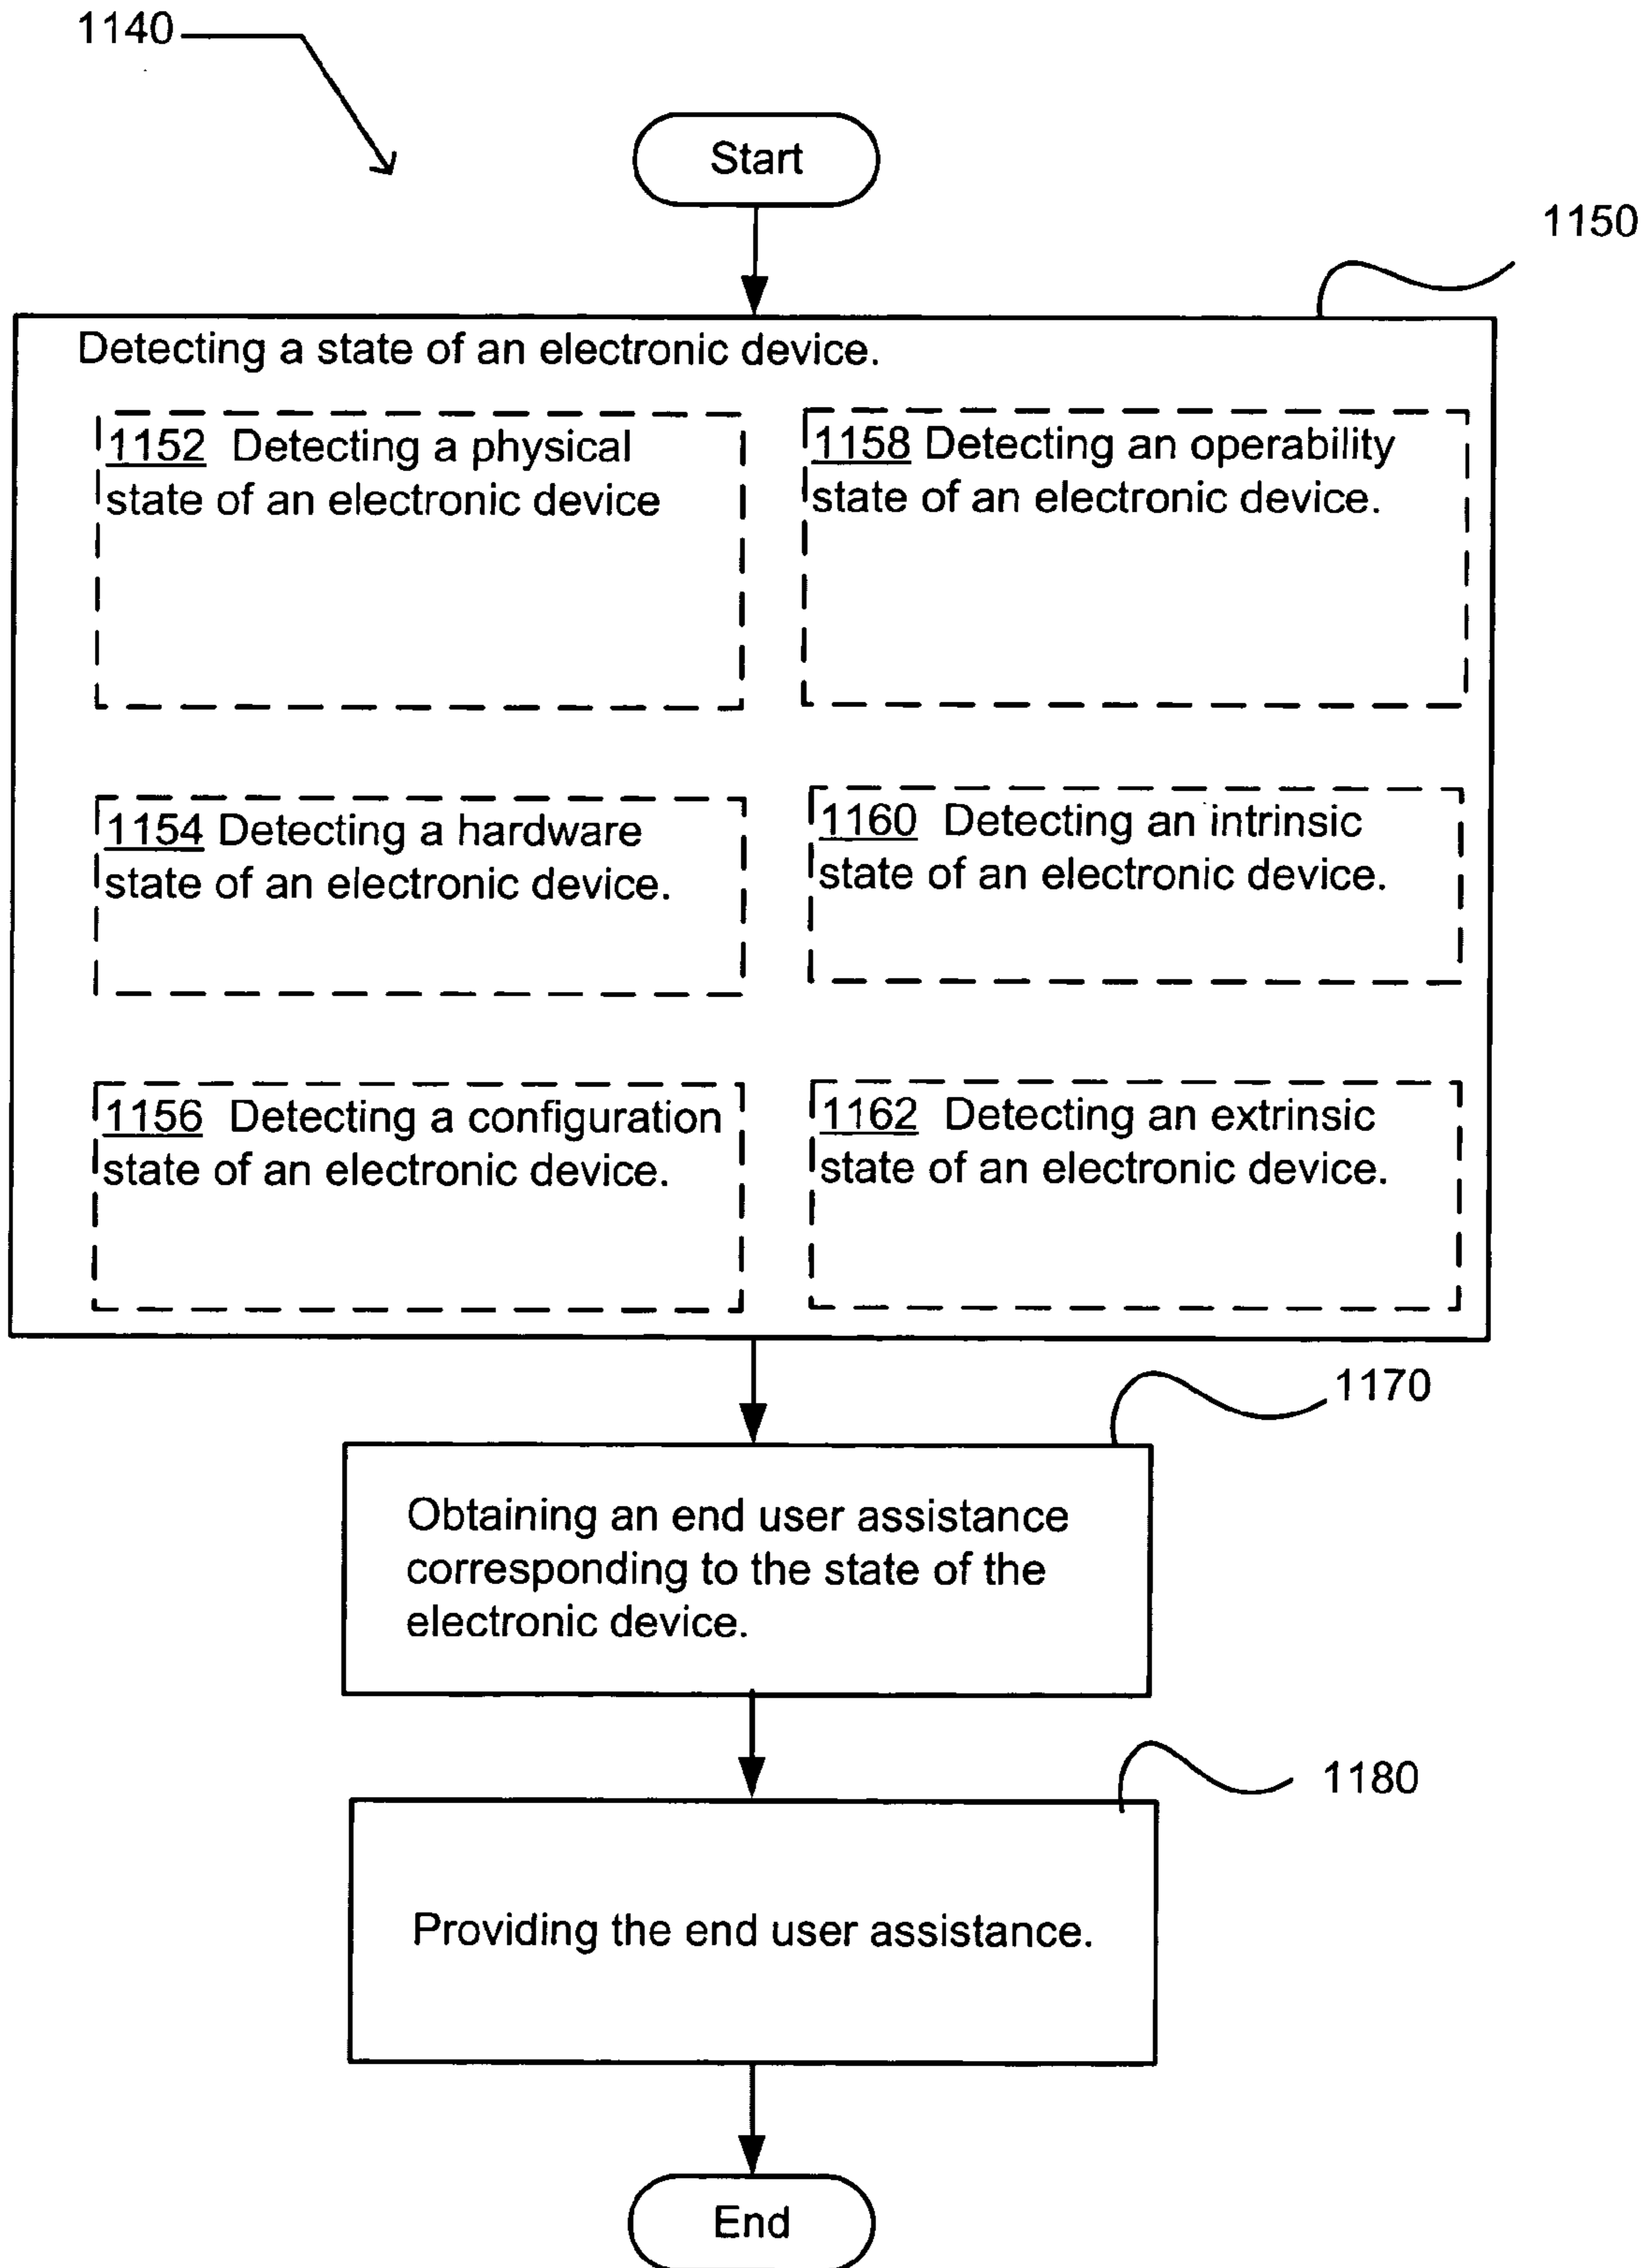 1140
Start
1150
Detecting a state of an electronic device.
1152 Detecting a physical
state of an electronic device
1158 Detecting an operability
state of an electronic device.
1154 Detecting a hardware
state of an electronic device.
1160 Detecting an intrinsic
state of an electronic device.
1156 Detecting a configuration
state of an electronic device.
1162 Detecting an extrinsic
state of an electronic device.
1170
Obtaining an end user assistance
corresponding to the state of the
electronic device.
1180
Providing the end user assistance.
End